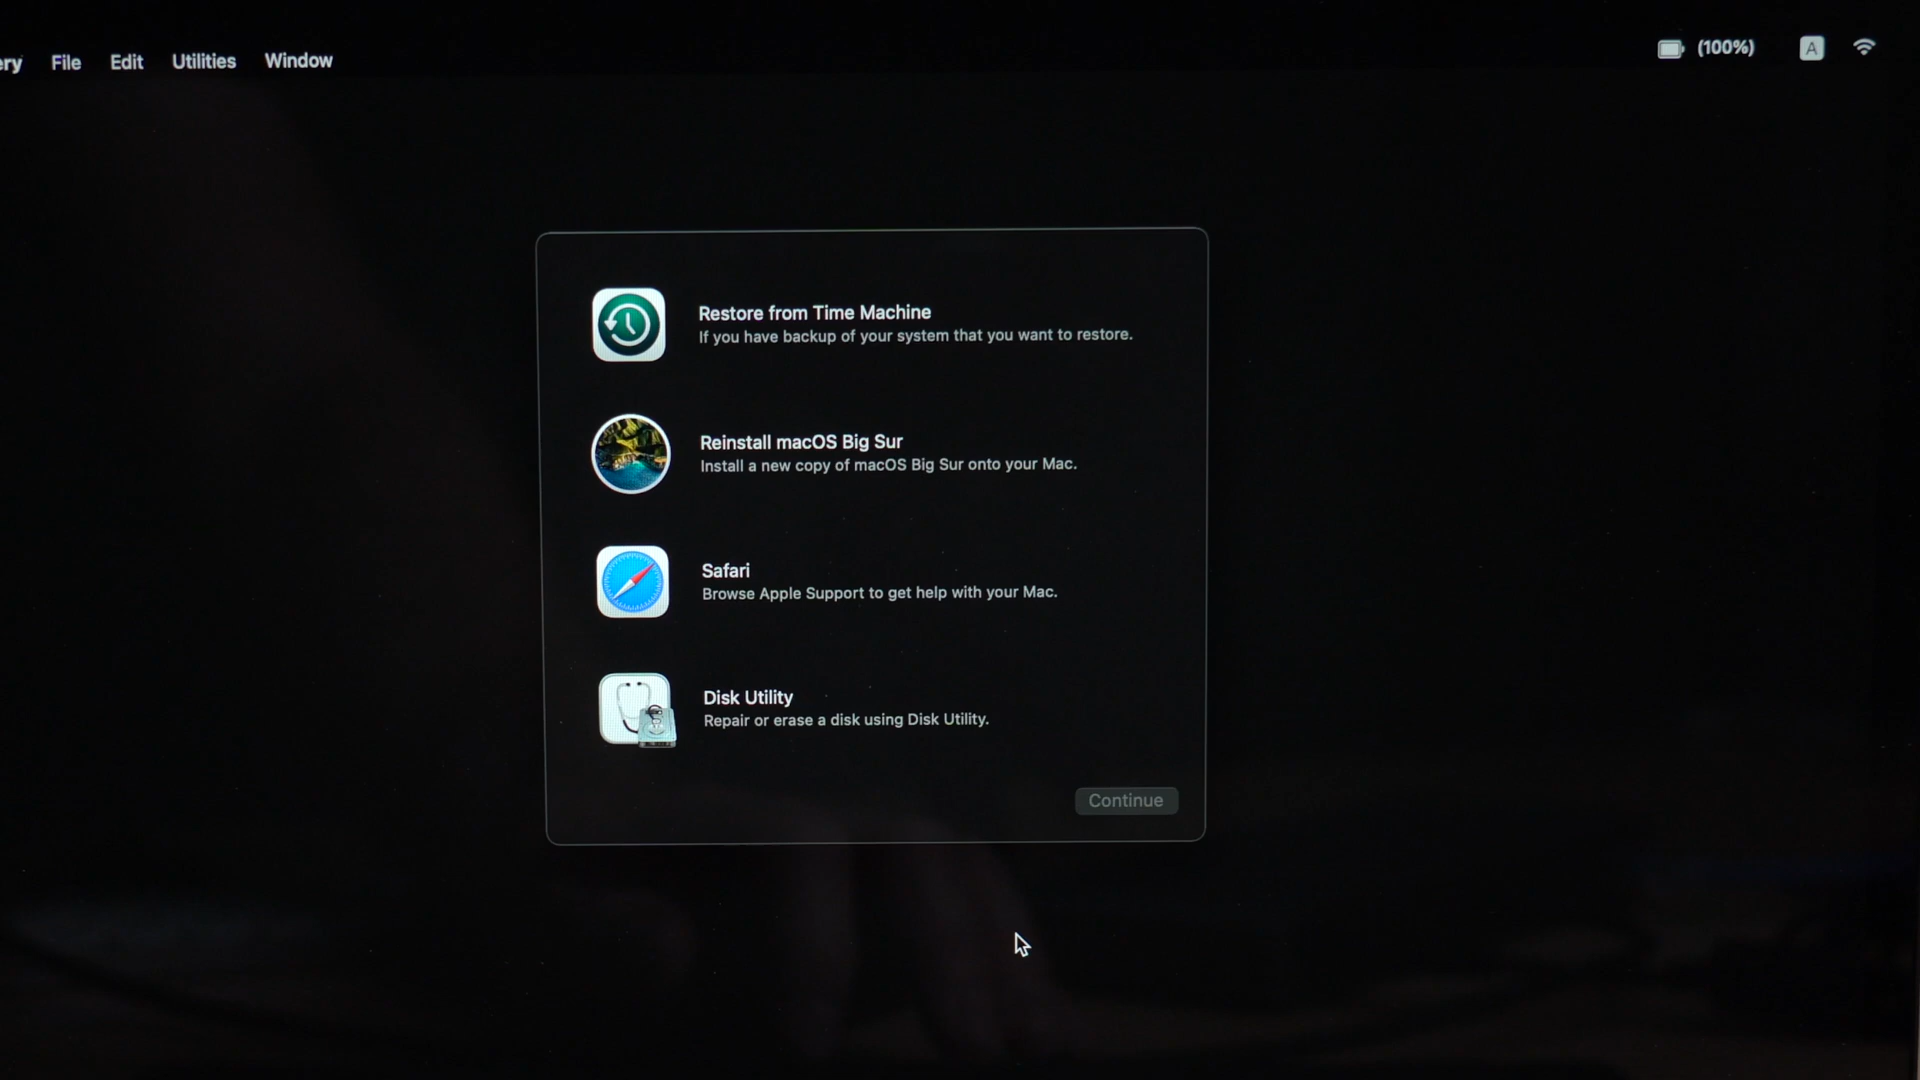 ery File Edit Utilities Window (100%) A
Restore from Time Machine
If you have backup of your system that you want to restore.
Reinstall macOS Big Sur
Install a new copy of macOS Big Sur onto your Mac.
Safari
Browse Apple Support to get help with your Mac.
Disk Utility
Repair or erase a disk using Disk Utility.
Continue